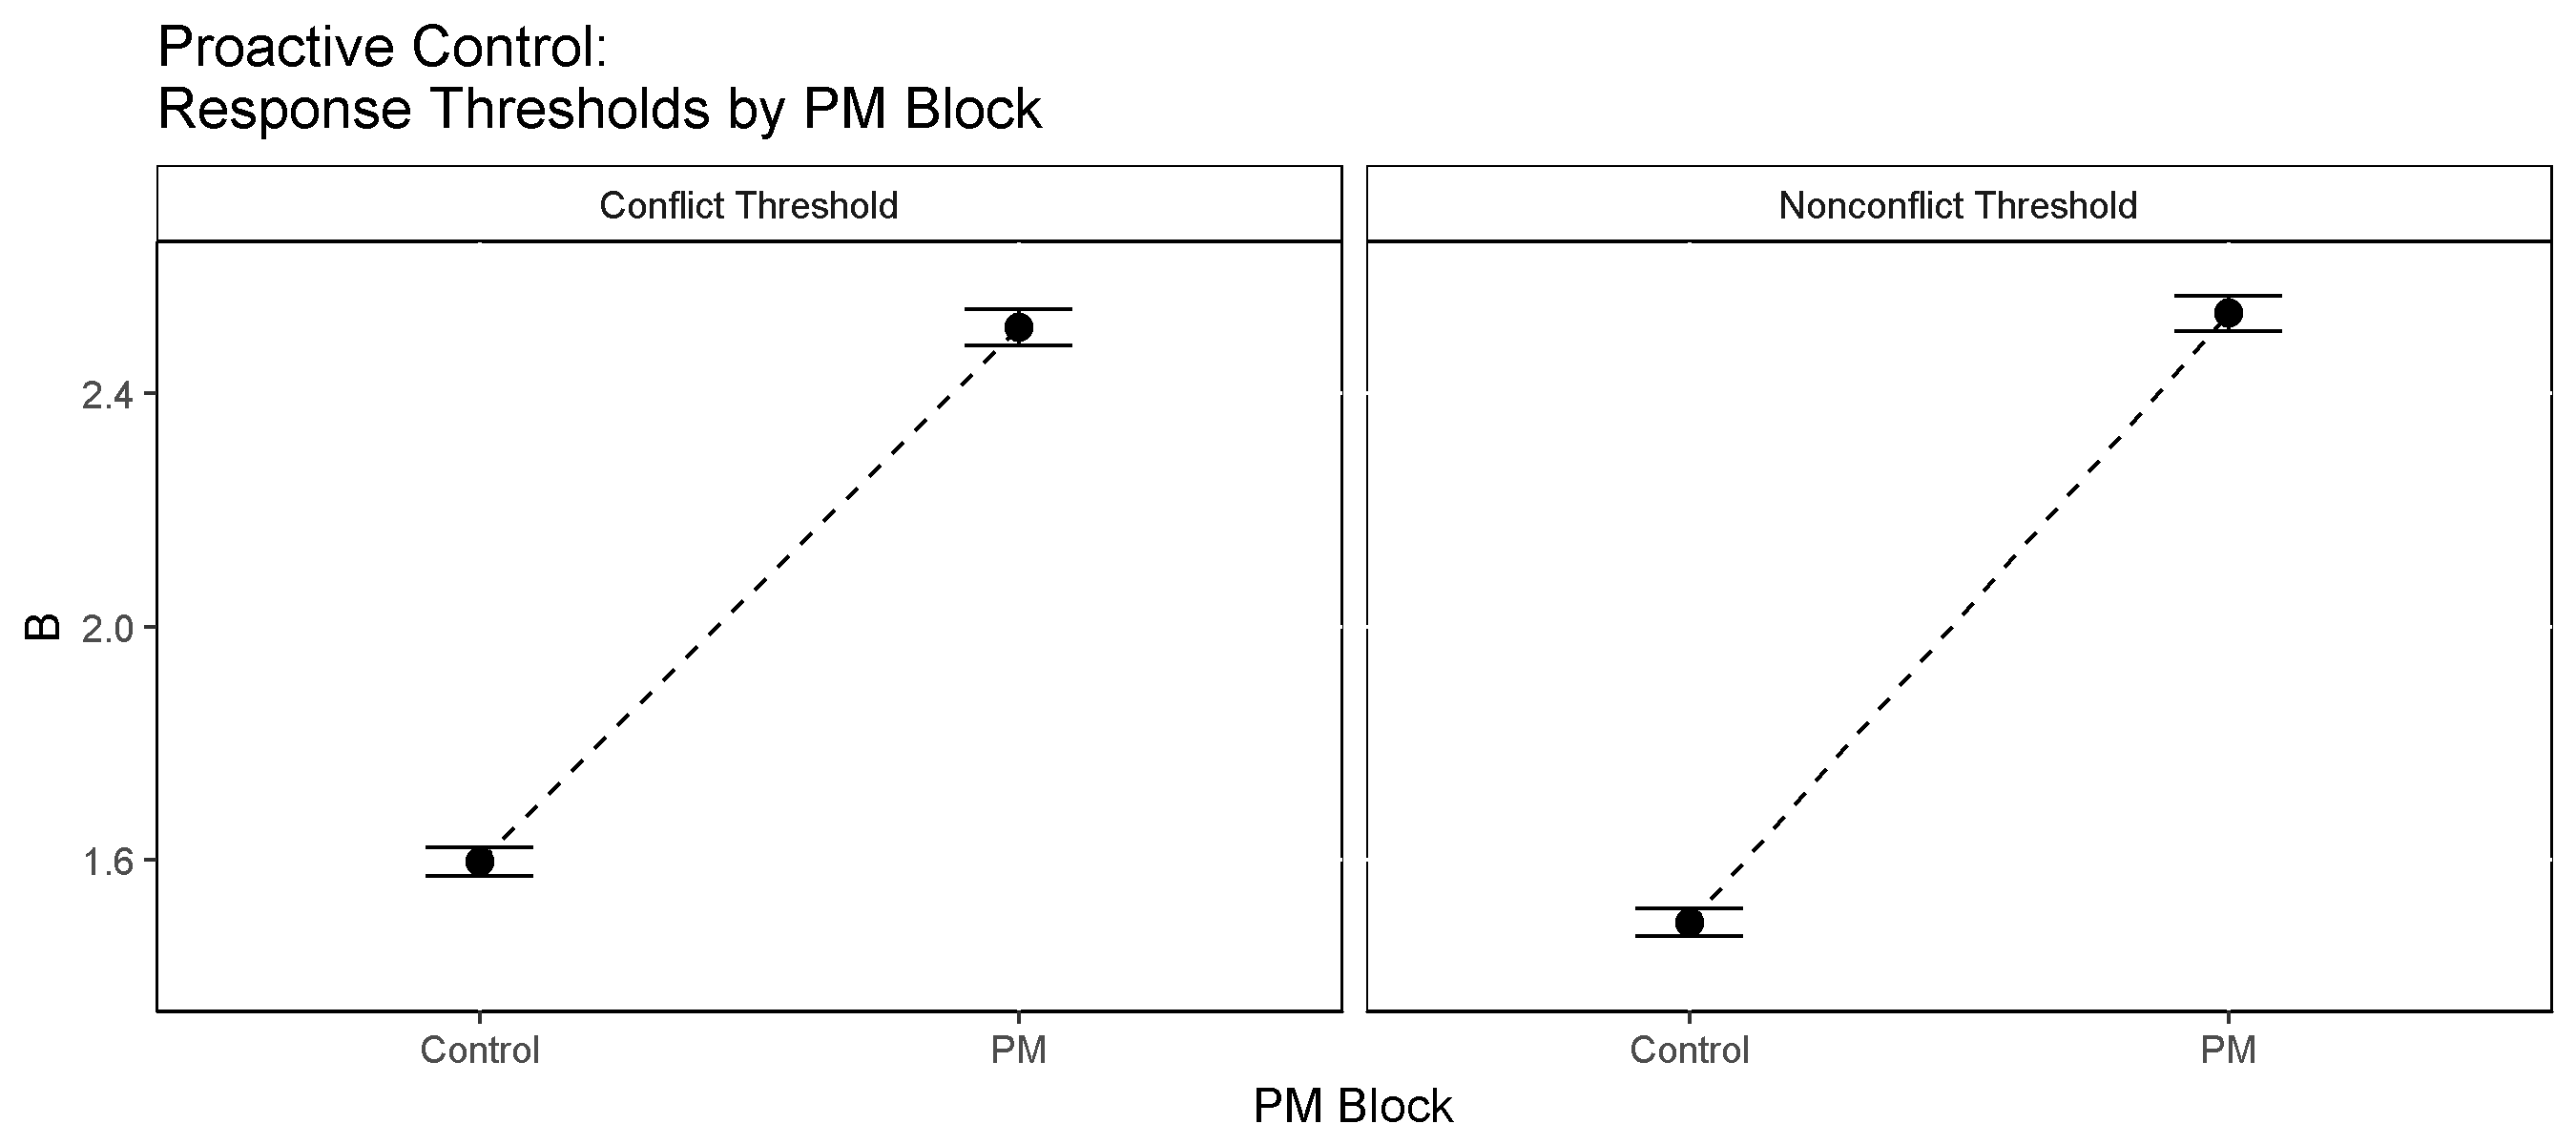 Proactive Control:
Response Thresholds by PM Block
Conflict Threshold
Nonconflict Threshold
B
2.4
2.0
1.6
Control
PM
Control
PM
PM Block